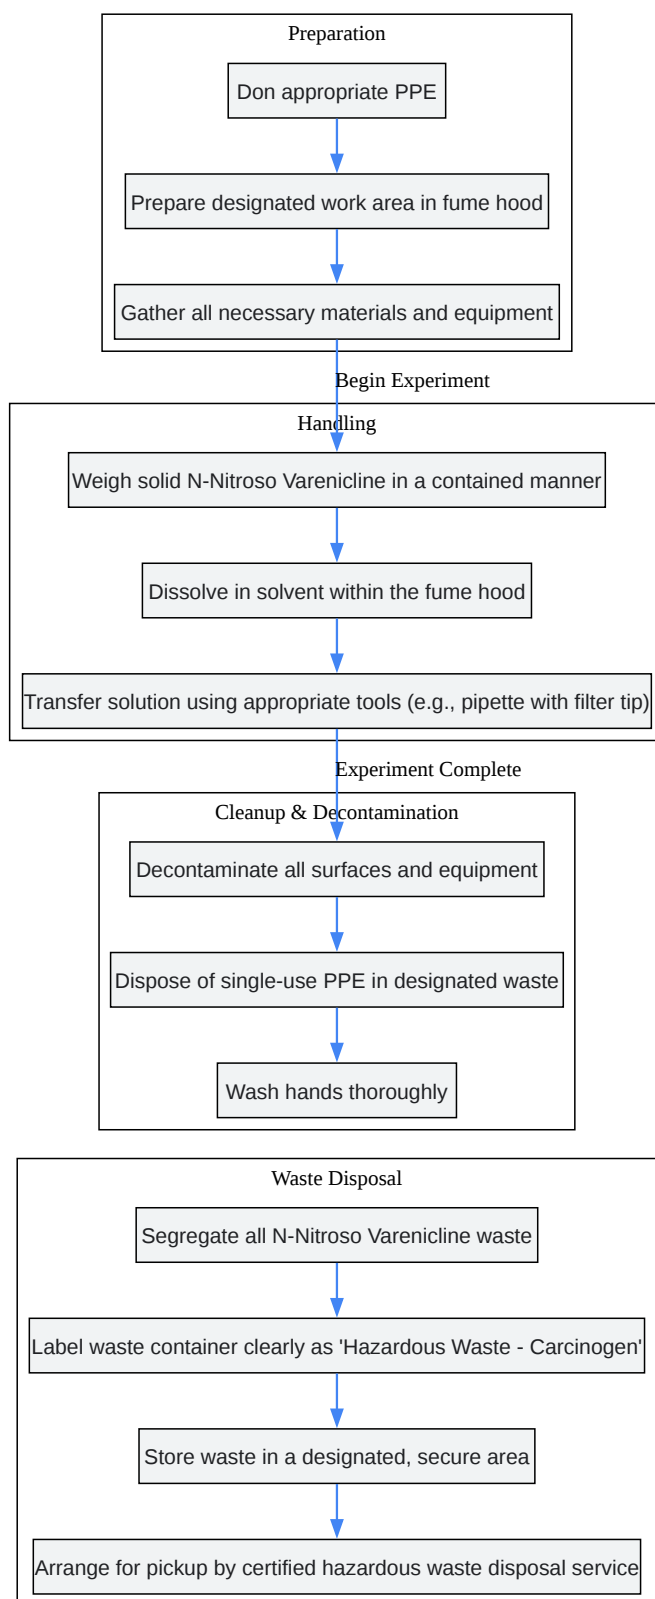 Preparation
Don appropriate PPE
Prepare designated work area in fume hood
Gather all necessary materials and equipment
Begin Experiment
Handling
Weigh solid N-Nitroso Varenicline in a contained manner
Dissolve in solvent within the fume hood
Transfer solution using appropriate tools (e.g., pipette with filter tip)
Experiment Complete
Cleanup & Decontamination
Decontaminate all surfaces and equipment
Dispose of single-use PPE in designated waste
Wash hands thoroughly
Waste Disposal
Segregate all N-Nitroso Varenicline waste
Label waste container clearly as 'Hazardous Waste - Carcinogen'
Store waste in a designated, secure area
Arrange for pickup by certified hazardous waste disposal service